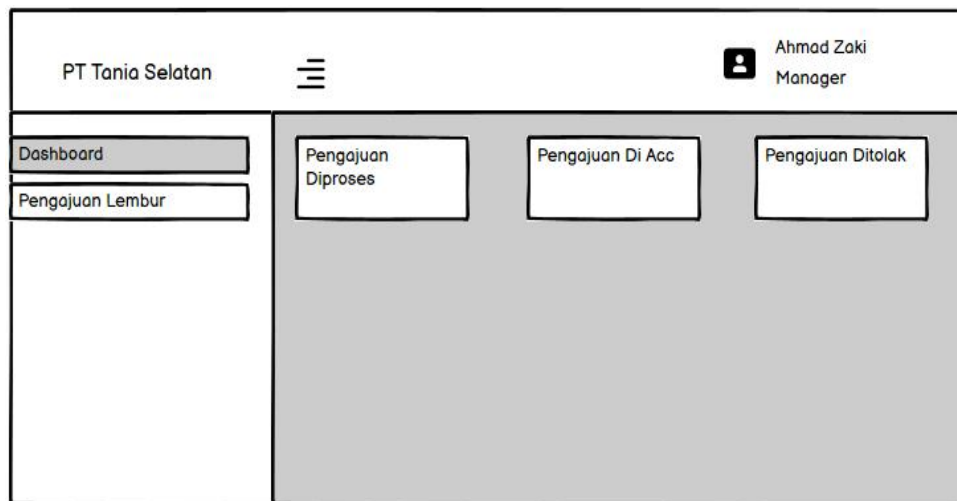 PT Tania Selatan
Ahmad Zaki
Manager
Dashboard
Pengajuan Lembur
Pengajuan
Diproses
Pengajuan Di Acc
Pengajuan Ditolak